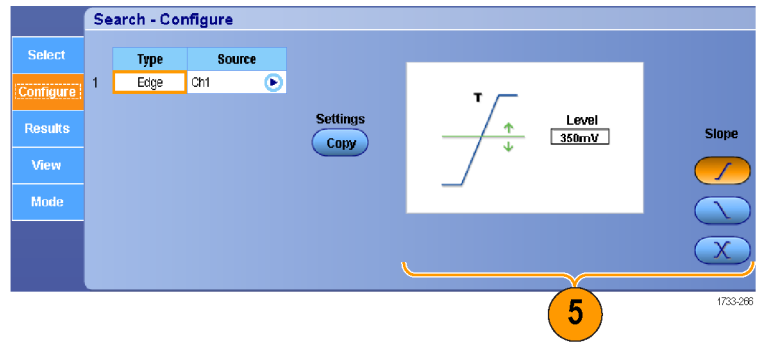 Search - Configure
Select
Configure
Results
View
Mode
Type Source
1 Edge Ch1
Settings
Copy
T
Level
350mV
Slope
5
1733-266